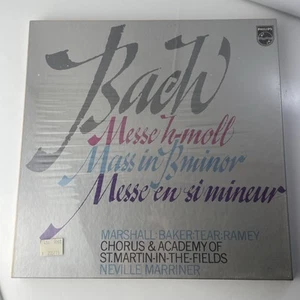 PHILIPS
Bach
Messe h-moll
Mass in B minor
Messe en si mineur
MARSHALL·BAKER·TEAR·RAMEY
CHORUS & ACADEMY OF
ST. MARTIN-IN-THE-FIELDS
NEVILLE MARRINER